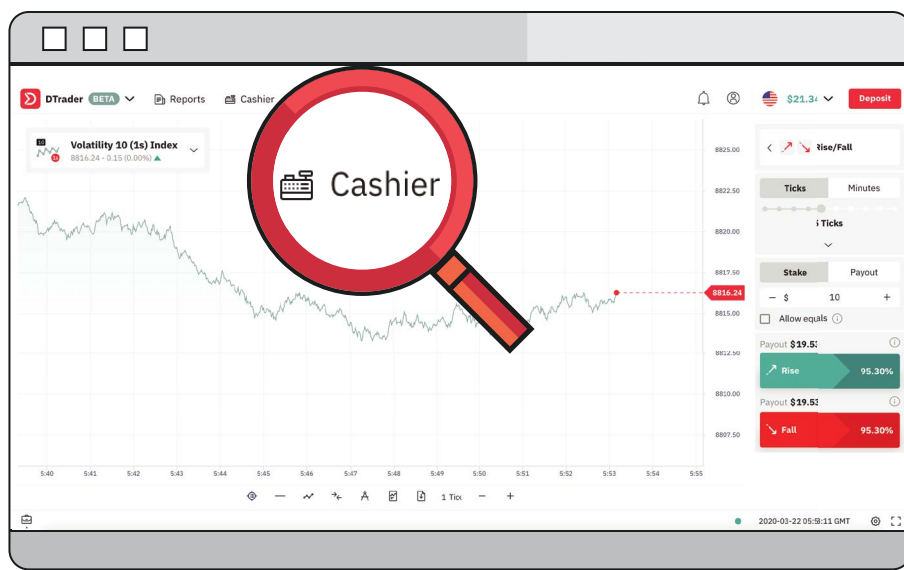 DTrader BETA Reports Cashier $21.34 Deposit
10 Volatility 10 (1s) Index
1s 8816.24 - 0.15 (0.00%)
Cashier
Rise/Fall
Ticks Minutes
5 Ticks
Stake Payout
- $ 10 +
Allow equals
Payout $19.53
Rise 95.30%
Payout $19.53
Fall 95.30%
8825.00
8822.50
8820.00
8817.50
8816.24
8815.00
8812.50
8810.00
8807.50
5:40 5:41 5:42 5:43 5:44 5:45 5:46 5:47 5:48 5:49 5:50 5:51 5:52 5:53 5:54 5:55
1 Tick - +
2020-03-22 05:53:11 GMT